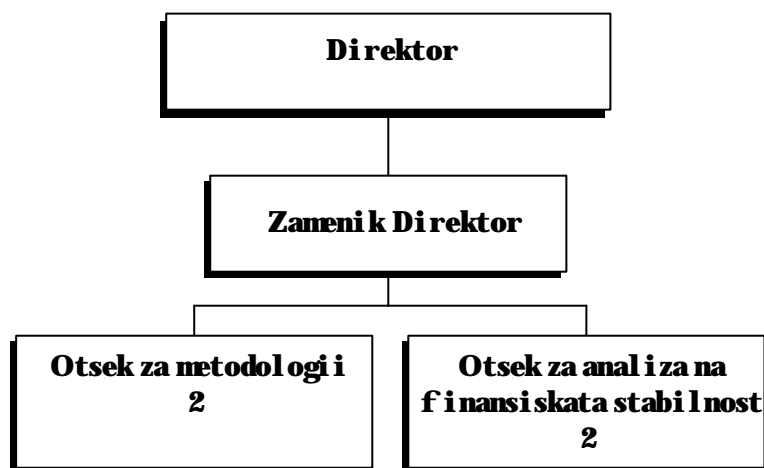 Direktor
Zamenik Direktor
Otsek za metodologii
2
Otsek za analiza na
finansiskata stabilnost
2